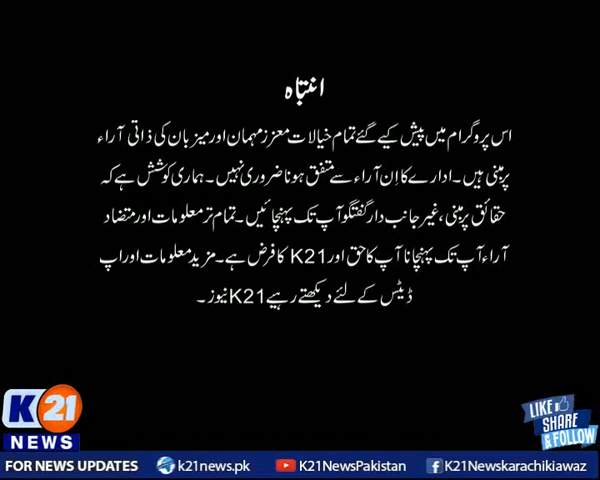 انتباہ
اس پروگرام میں پیش کیے گئے تمام خیالات معزز مہمان اور میزبان کی ذاتی آراء
پر مبنی ہیں۔ ادارے کا اِن آراء سے متفق ہونا ضروری نہیں۔ ہماری کوشش ہے کہ
حقائق پر مبنی، غیر جانب دار گفتگو آپ تک پہنچائیں۔ تمام تر معلومات اور متضاد
آراء آپ تک پہنچانا آپ کا حق اور K21 کا فرض ہے۔ مزید معلومات اور اپ
ڈیٹس کے لئے دیکھتے رہیے K21 نیوز۔
K21
NEWS
LIKE
SHARE
& FOLLOW
FOR NEWS UPDATES k21news.pk K21NewsPakistan K21Newskarachikiawaz